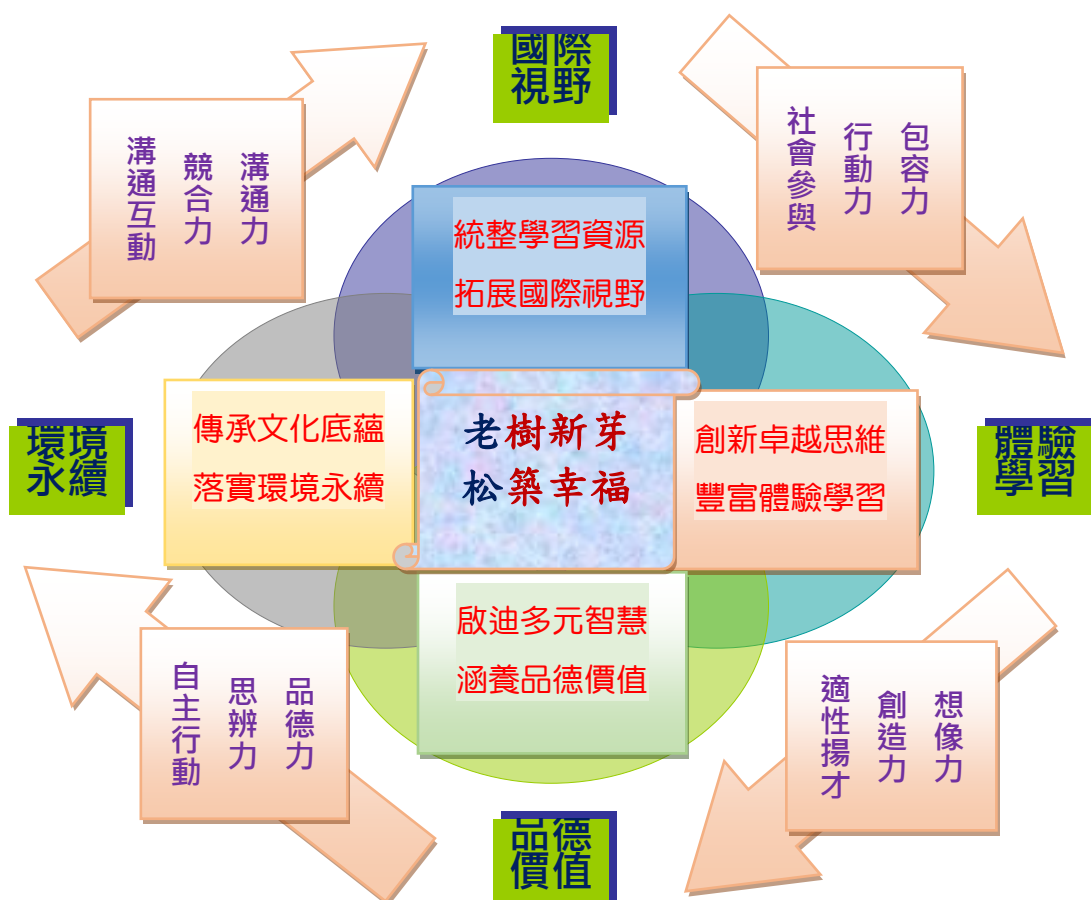 國際
視野
溝通力
競合力
溝通互動
包容力
行動力
社會參與
統整學習資源
拓展國際視野
環境
永續
傳承文化底蘊
落實環境永續
老樹新芽
松築幸福
創新卓越思維
豐富體驗學習
體驗
學習
啟迪多元智慧
涵養品德價值
品德力
思辨力
自主行動
想像力
創造力
適性揚才
品德
價值